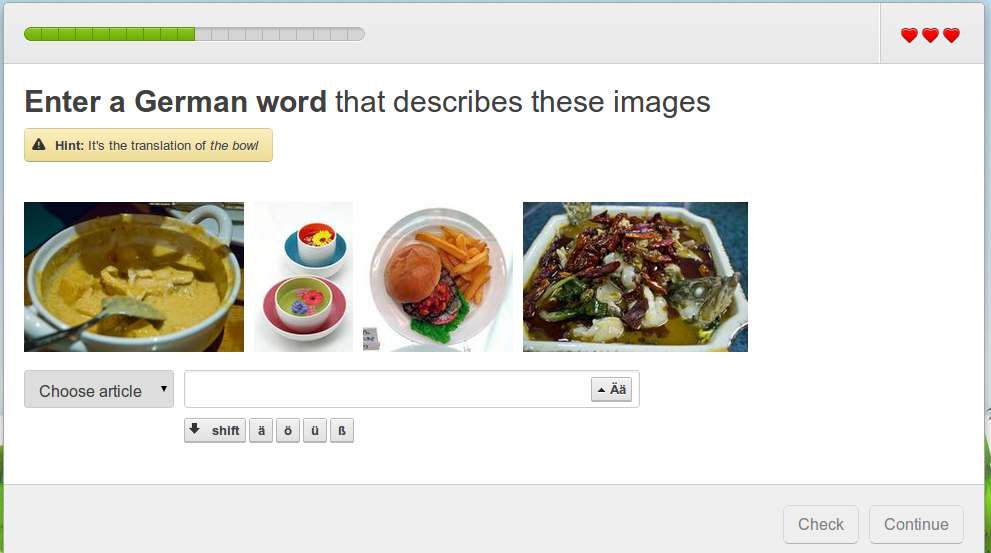 Enter a German word that describes these images
Hint: It's the translation of the bowl
Choose article
Ää
shift ä ö ü ß
Check Continue